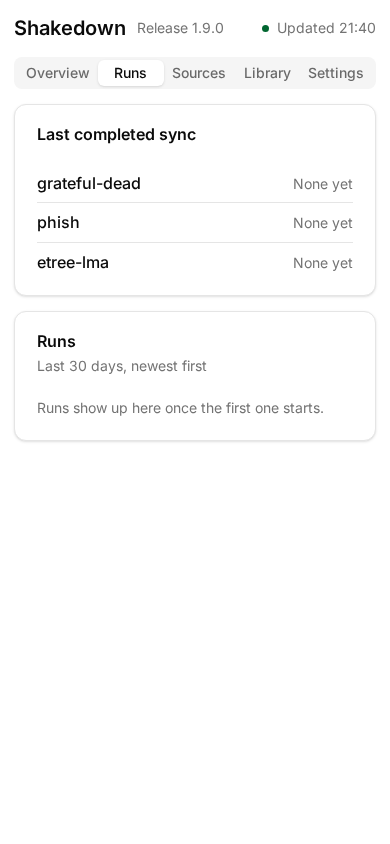 Shakedown Release 1.9.0 Updated 21:40
Overview Runs Sources Library Settings
Last completed sync
grateful-dead None yet
phish None yet
etree-lma None yet
Runs
Last 30 days, newest first
Runs show up here once the first one starts.